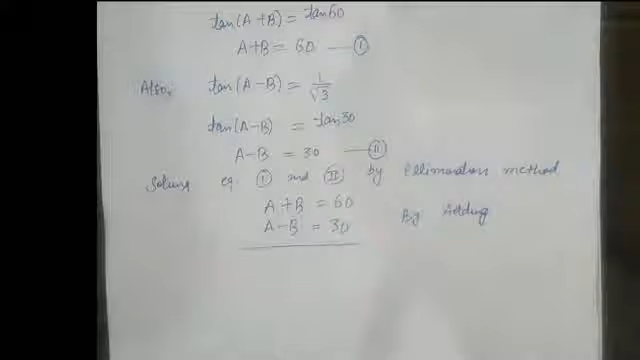 tan(A+B) = tan60
A+B = 60 — I
Also, tan(A-B) = 1/√3
tan(A-B) = tan30
A-B = 30 — II
Solving eq. I and II by Ellimination method
A+B = 60
A-B = 30 By Adding